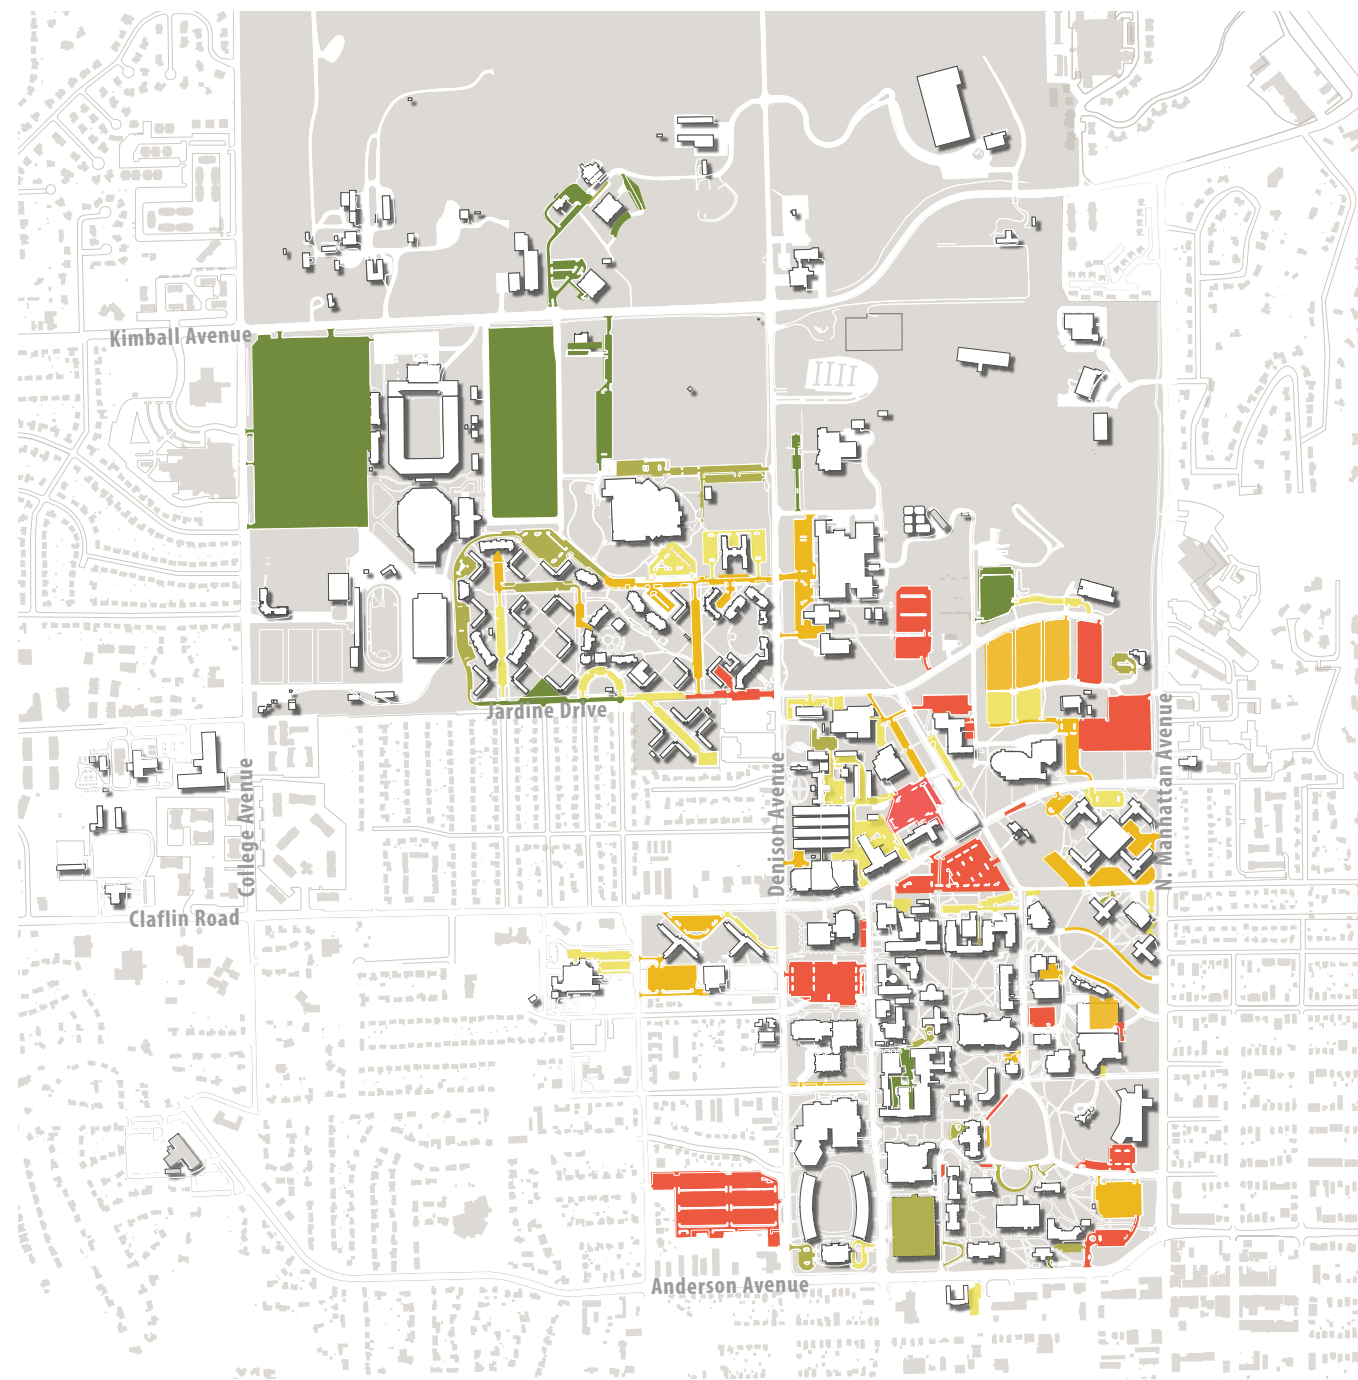 Kimball Avenue
Jardine Drive
N. Manhattan Avenue
Denison Avenue
College Avenue
Claflin Road
Anderson Avenue